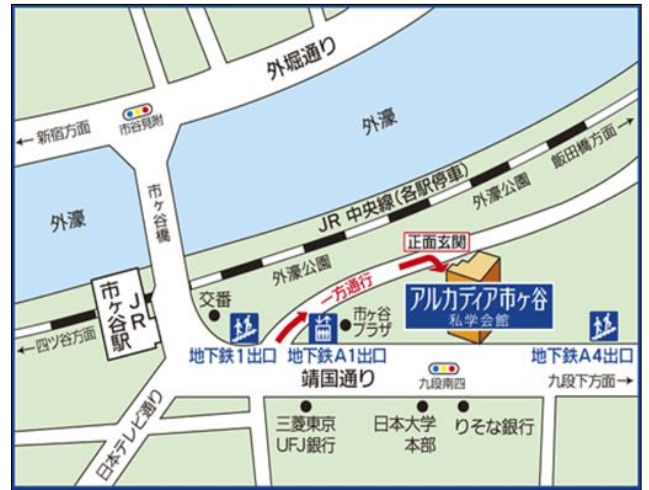 外堀通り
←新宿方面
市谷見附
外濠
飯田橋方面→
市ヶ谷橋
外濠
JR 中央線(各駅停車)
外濠公園
正面玄関
外濠公園
一方通行
アルカディア市ヶ谷
私学会館
JR
市ヶ谷駅
交番
市ヶ谷
プラザ
←四ツ谷方面
地下鉄1出口
地下鉄A1出口
地下鉄A4出口
靖国通り
九段南四
九段下方面→
日本テレビ通り
三菱東京
UFJ銀行
日本大学
本部
りそな銀行